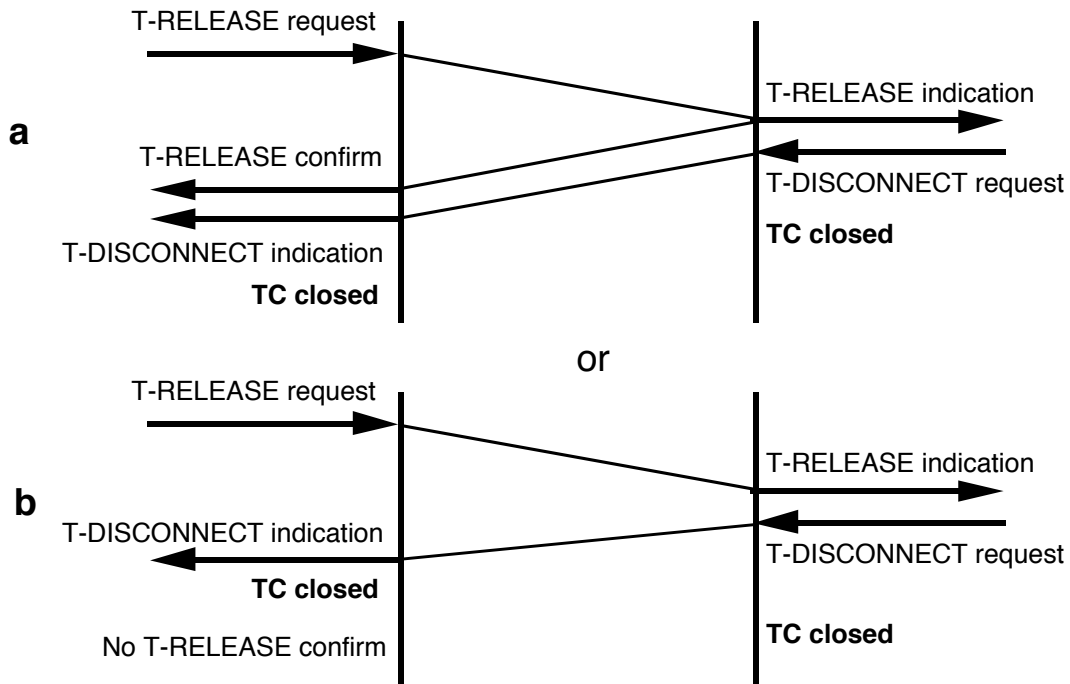 T-RELEASE request
T-RELEASE indication
a
T-RELEASE confirm
T-DISCONNECT request
T-DISCONNECT indication
TC closed
TC closed
or
T-RELEASE request
T-RELEASE indication
b
T-DISCONNECT indication
T-DISCONNECT request
TC closed
TC closed
No T-RELEASE confirm